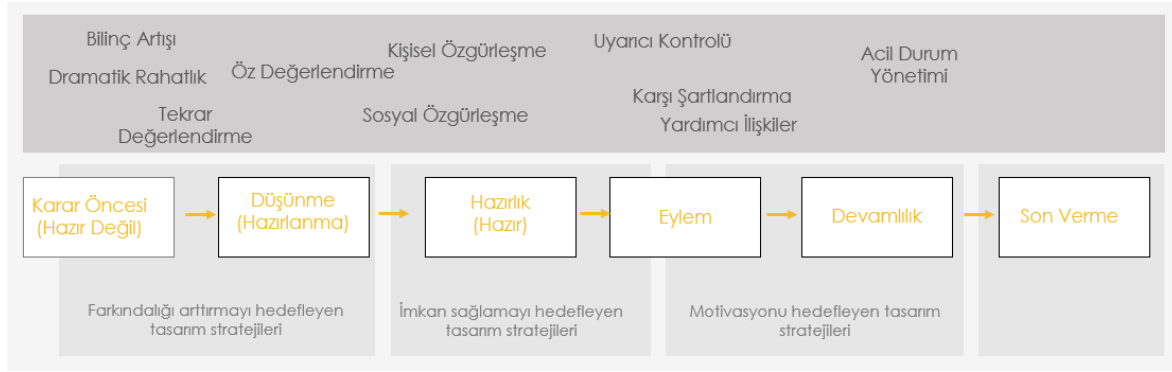 Bilinç Artışı
Dramatik Rahatlık
Tekrar
Değerlendirme
Öz Değerlendirme
Kişisel Özgürleşme
Sosyal Özgürleşme
Uyarıcı Kontrolü
Karşı Şartlandırma
Yardımcı İlişkiler
Acil Durum
Yönetimi
Karar Öncesi
(Hazır Değil)
Düşünme
(Hazırlanma)
Hazırlık
(Hazır)
Eylem
Devamlılık
Son Verme
Farkındalığı arttırmayı hedefleyen
tasarım stratejileri
İmkan sağlamayı hedefleyen
tasarım stratejileri
Motivasyonu hedefleyen tasarım
stratejileri